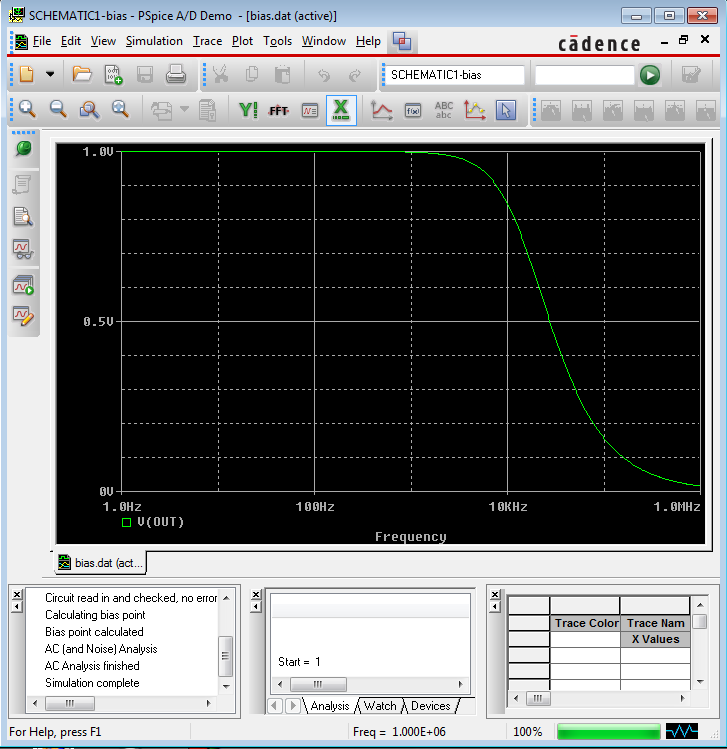 SCHEMATIC1-bias - PSpice A/D Demo - [bias.dat (active)]
File Edit View Simulation Trace Plot Tools Window Help
cādence
SCHEMATIC1-bias
Y! FFT f(x) ABC abc
1.0V
0.5V
0V
1.0Hz 100Hz 10KHz 1.0MHz
V(OUT)
Frequency
bias.dat (act...
Circuit read in and checked, no error
Calculating bias point
Bias point calculated
AC (and Noise) Analysis
AC Analysis finished
Simulation complete
Start = 1
Analysis Watch Devices
Trace Color Trace Nam
X Values
For Help, press F1 Freq = 1.000E+06 100%